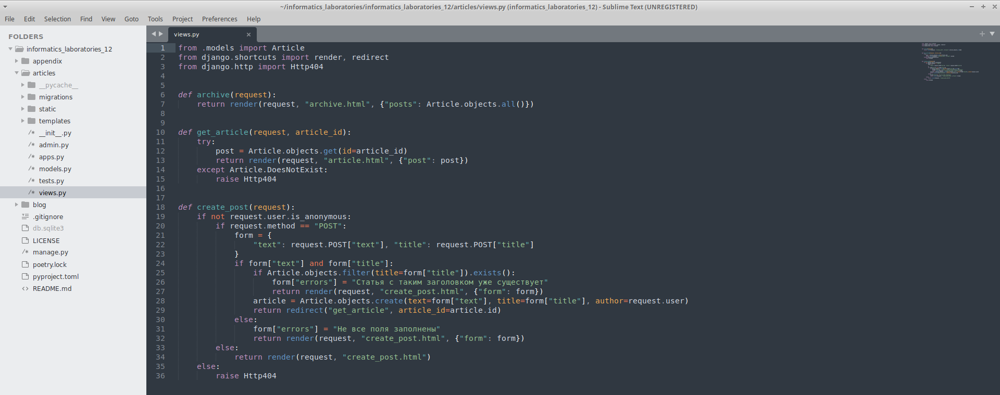 ~/informatics_laboratories/informatics_laboratories_12/articles/views.py (informatics_laboratories_12) - Sublime Text (UNREGISTERED)
File Edit Selection Find View Goto Tools Project Preferences Help
FOLDERS
informatics_laboratories_12
appendix
articles
__pycache__
migrations
static
templates
/* __init__.py
/* admin.py
/* apps.py
/* models.py
/* tests.py
/* views.py
blog
.gitignore
db.sqlite3
LICENSE
/* manage.py
poetry.lock
pyproject.toml
<> README.md
views.py ×
1 from .models import Article
2 from django.shortcuts import render, redirect
3 from django.http import Http404
4
5
6 def archive(request):
7     return render(request, "archive.html", {"posts": Article.objects.all()})
8
9
10 def get_article(request, article_id):
11     try:
12         post = Article.objects.get(id=article_id)
13         return render(request, "article.html", {"post": post})
14     except Article.DoesNotExist:
15         raise Http404
16
17
18 def create_post(request):
19     if not request.user.is_anonymous:
20         if request.method == "POST":
21             form = {
22                 "text": request.POST["text"], "title": request.POST["title"]
23             }
24             if form["text"] and form["title"]:
25                 if Article.objects.filter(title=form["title"]).exists():
26                     form["errors"] = "Статья с таким заголовком уже существует"
27                     return render(request, "create_post.html", {"form": form})
28                 article = Article.objects.create(text=form["text"], title=form["title"], author=request.user)
29                 return redirect("get_article", article_id=article.id)
30             else:
31                 form["errors"] = "Не все поля заполнены"
32                 return render(request, "create_post.html", {"form": form})
33         else:
34             return render(request, "create_post.html")
35     else:
36         raise Http404